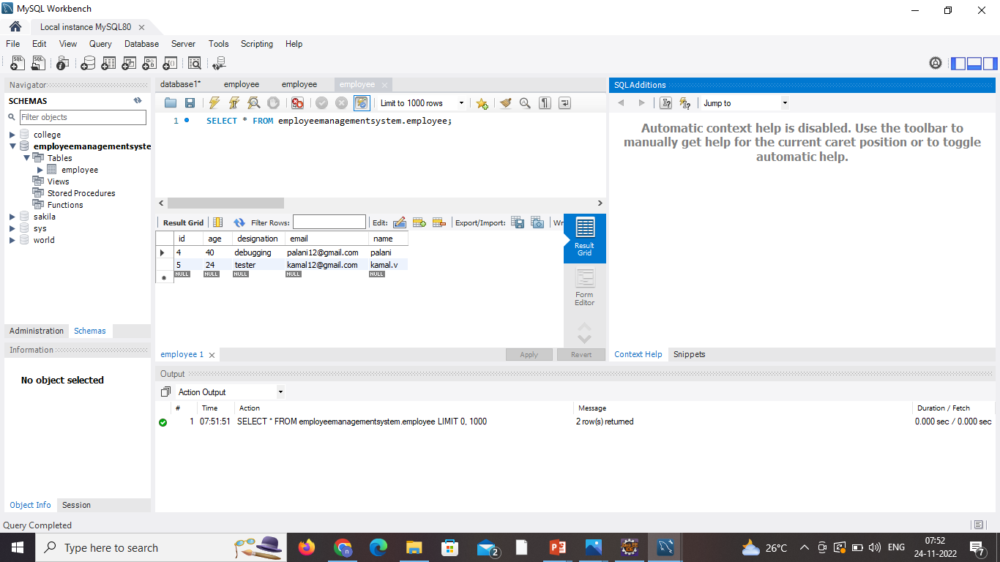 MySQL Workbench
Local instance MySQL80
File Edit View Query Database Server Tools Scripting Help
Navigator
SCHEMAS
Filter objects
college
employeemanagementsyste
Tables
employee
Views
Stored Procedures
Functions
sakila
sys
world
Administration Schemas
Information
No object selected
Object Info Session
database1* employee employee employee
Limit to 1000 rows
1 SELECT * FROM employeemanagementsystem.employee;
Result Grid Filter Rows: Edit: Export/Import: Wr
id age designation email name
4 40 debugging palani12@gmail.com palani
5 24 tester kamal12@gmail.com kamal.v
NULL NULL NULL NULL NULL
Result
Grid
Form
Editor
employee 1 Apply Revert
SQLAdditions
Jump to
Automatic context help is disabled. Use the toolbar to
manually get help for the current caret position or to toggle
automatic help.
Context Help Snippets
Output
Action Output
# Time Action Message Duration / Fetch
1 07:51:51 SELECT * FROM employeemanagementsystem.employee LIMIT 0, 1000 2 row(s) returned 0.000 sec / 0.000 sec
Query Completed
Type here to search
2
26°C
ENG
07:52
24-11-2022
7